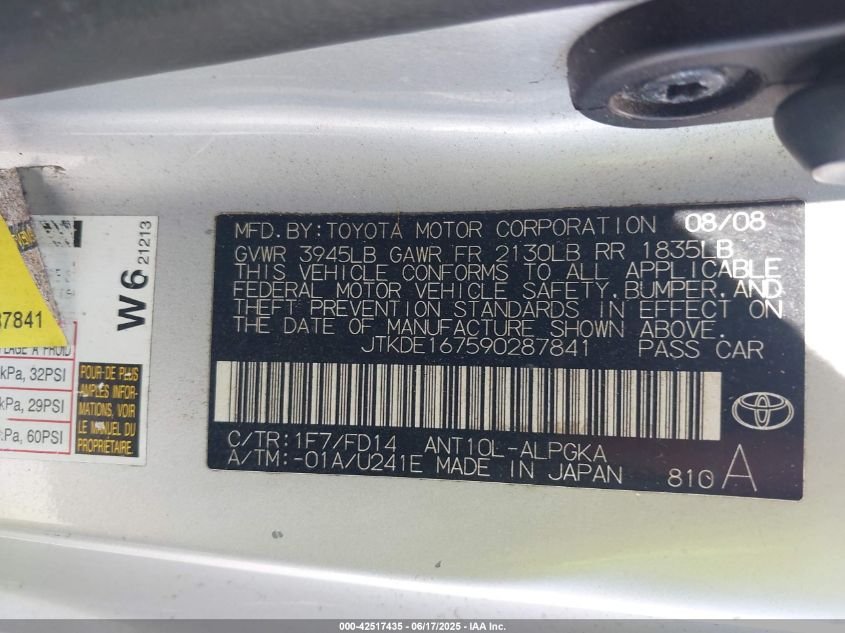 MFD. BY: TOYOTA MOTOR CORPORATION 08/08
GVWR 3945LB GAWR FR 2130LB RR 1835LB
THIS VEHICLE CONFORMS TO ALL APPLICABLE
FEDERAL MOTOR VEHICLE SAFETY, BUMPER, AND
THEFT PREVENTION STANDARDS IN EFFECT ON
THE DATE OF MANUFACTURE SHOWN ABOVE.
JTKDE167590287841 PASS CAR
C/TR: 1F7/FD14 ANT10L-ALPGKA
A/TM: -01A/U241E MADE IN JAPAN 810 A
W6 21213
87841
LAGE À FROID
kPa, 32PSI
kPa, 29PSI
kPa, 60PSI
POUR DE PLUS
AMPLES INFOR-
MATIONS, VOIR
LE MANUEL DU
PROPRIÉTAIRE
000-42517435 - 06/17/2025 - IAA Inc.